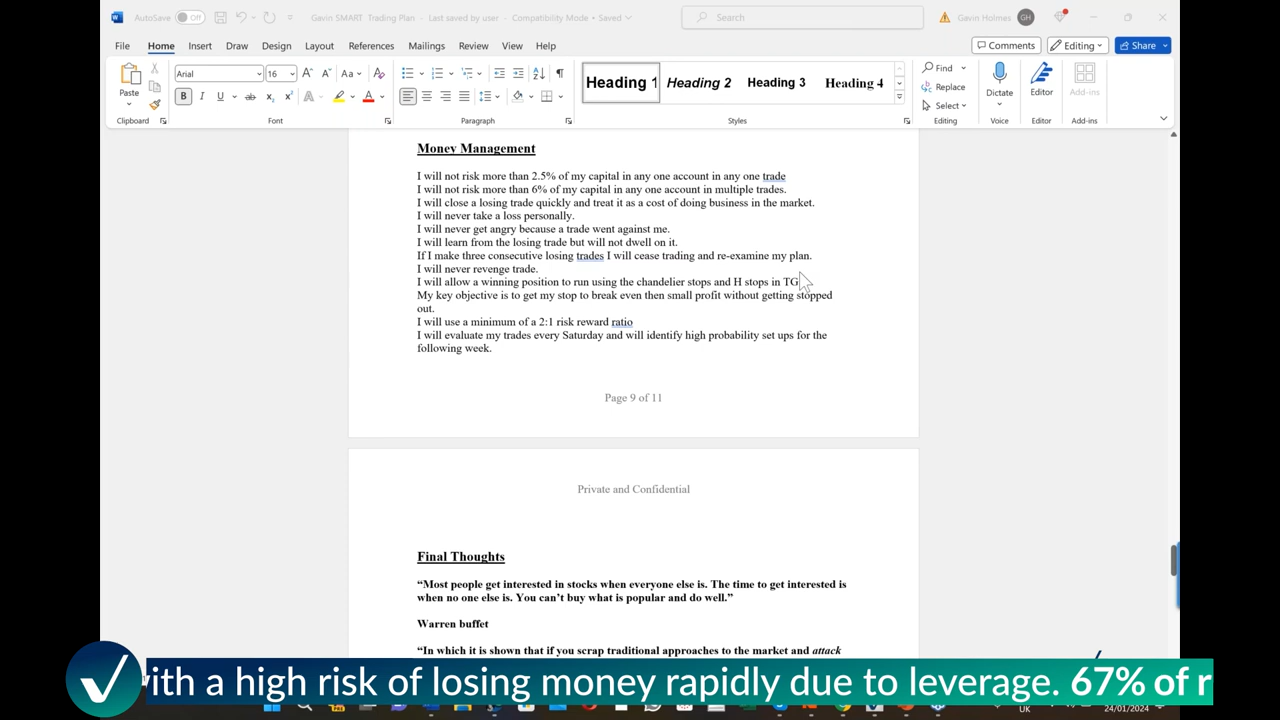 AutoSave Off Gavin SMART Trading Plan - Last saved by user - Compatibility Mode • Saved Search Gavin Holmes GH
File Home Insert Draw Design Layout References Mailings Review View Help Comments Editing Share
Paste Arial 16 Heading 1 Heading 2 Heading 3 Heading 4 Find Replace Select Dictate Editor Add-ins
Clipboard Font Paragraph Styles Editing Voice Editor Add-ins
Money Management
I will not risk more than 2.5% of my capital in any one account in any one trade
I will not risk more than 6% of my capital in any one account in multiple trades.
I will close a losing trade quickly and treat it as a cost of doing business in the market.
I will never take a loss personally.
I will never get angry because a trade went against me.
I will learn from the losing trade but will not dwell on it.
If I make three consecutive losing trades I will cease trading and re-examine my plan.
I will never revenge trade.
I will allow a winning position to run using the chandelier stops and H stops in TG
My key objective is to get my stop to break even then small profit without getting stopped
out.
I will use a minimum of a 2:1 risk reward ratio
I will evaluate my trades every Saturday and will identify high probability set ups for the
following week.
Page 9 of 11
Private and Confidential
Final Thoughts
“Most people get interested in stocks when everyone else is. The time to get interested is
when no one else is. You can’t buy what is popular and do well.”
Warren buffet
“In which it is shown that if you scrap traditional approaches to the market and attack
ith a high risk of losing money rapidly due to leverage. 67% of r
UK 24/01/2024